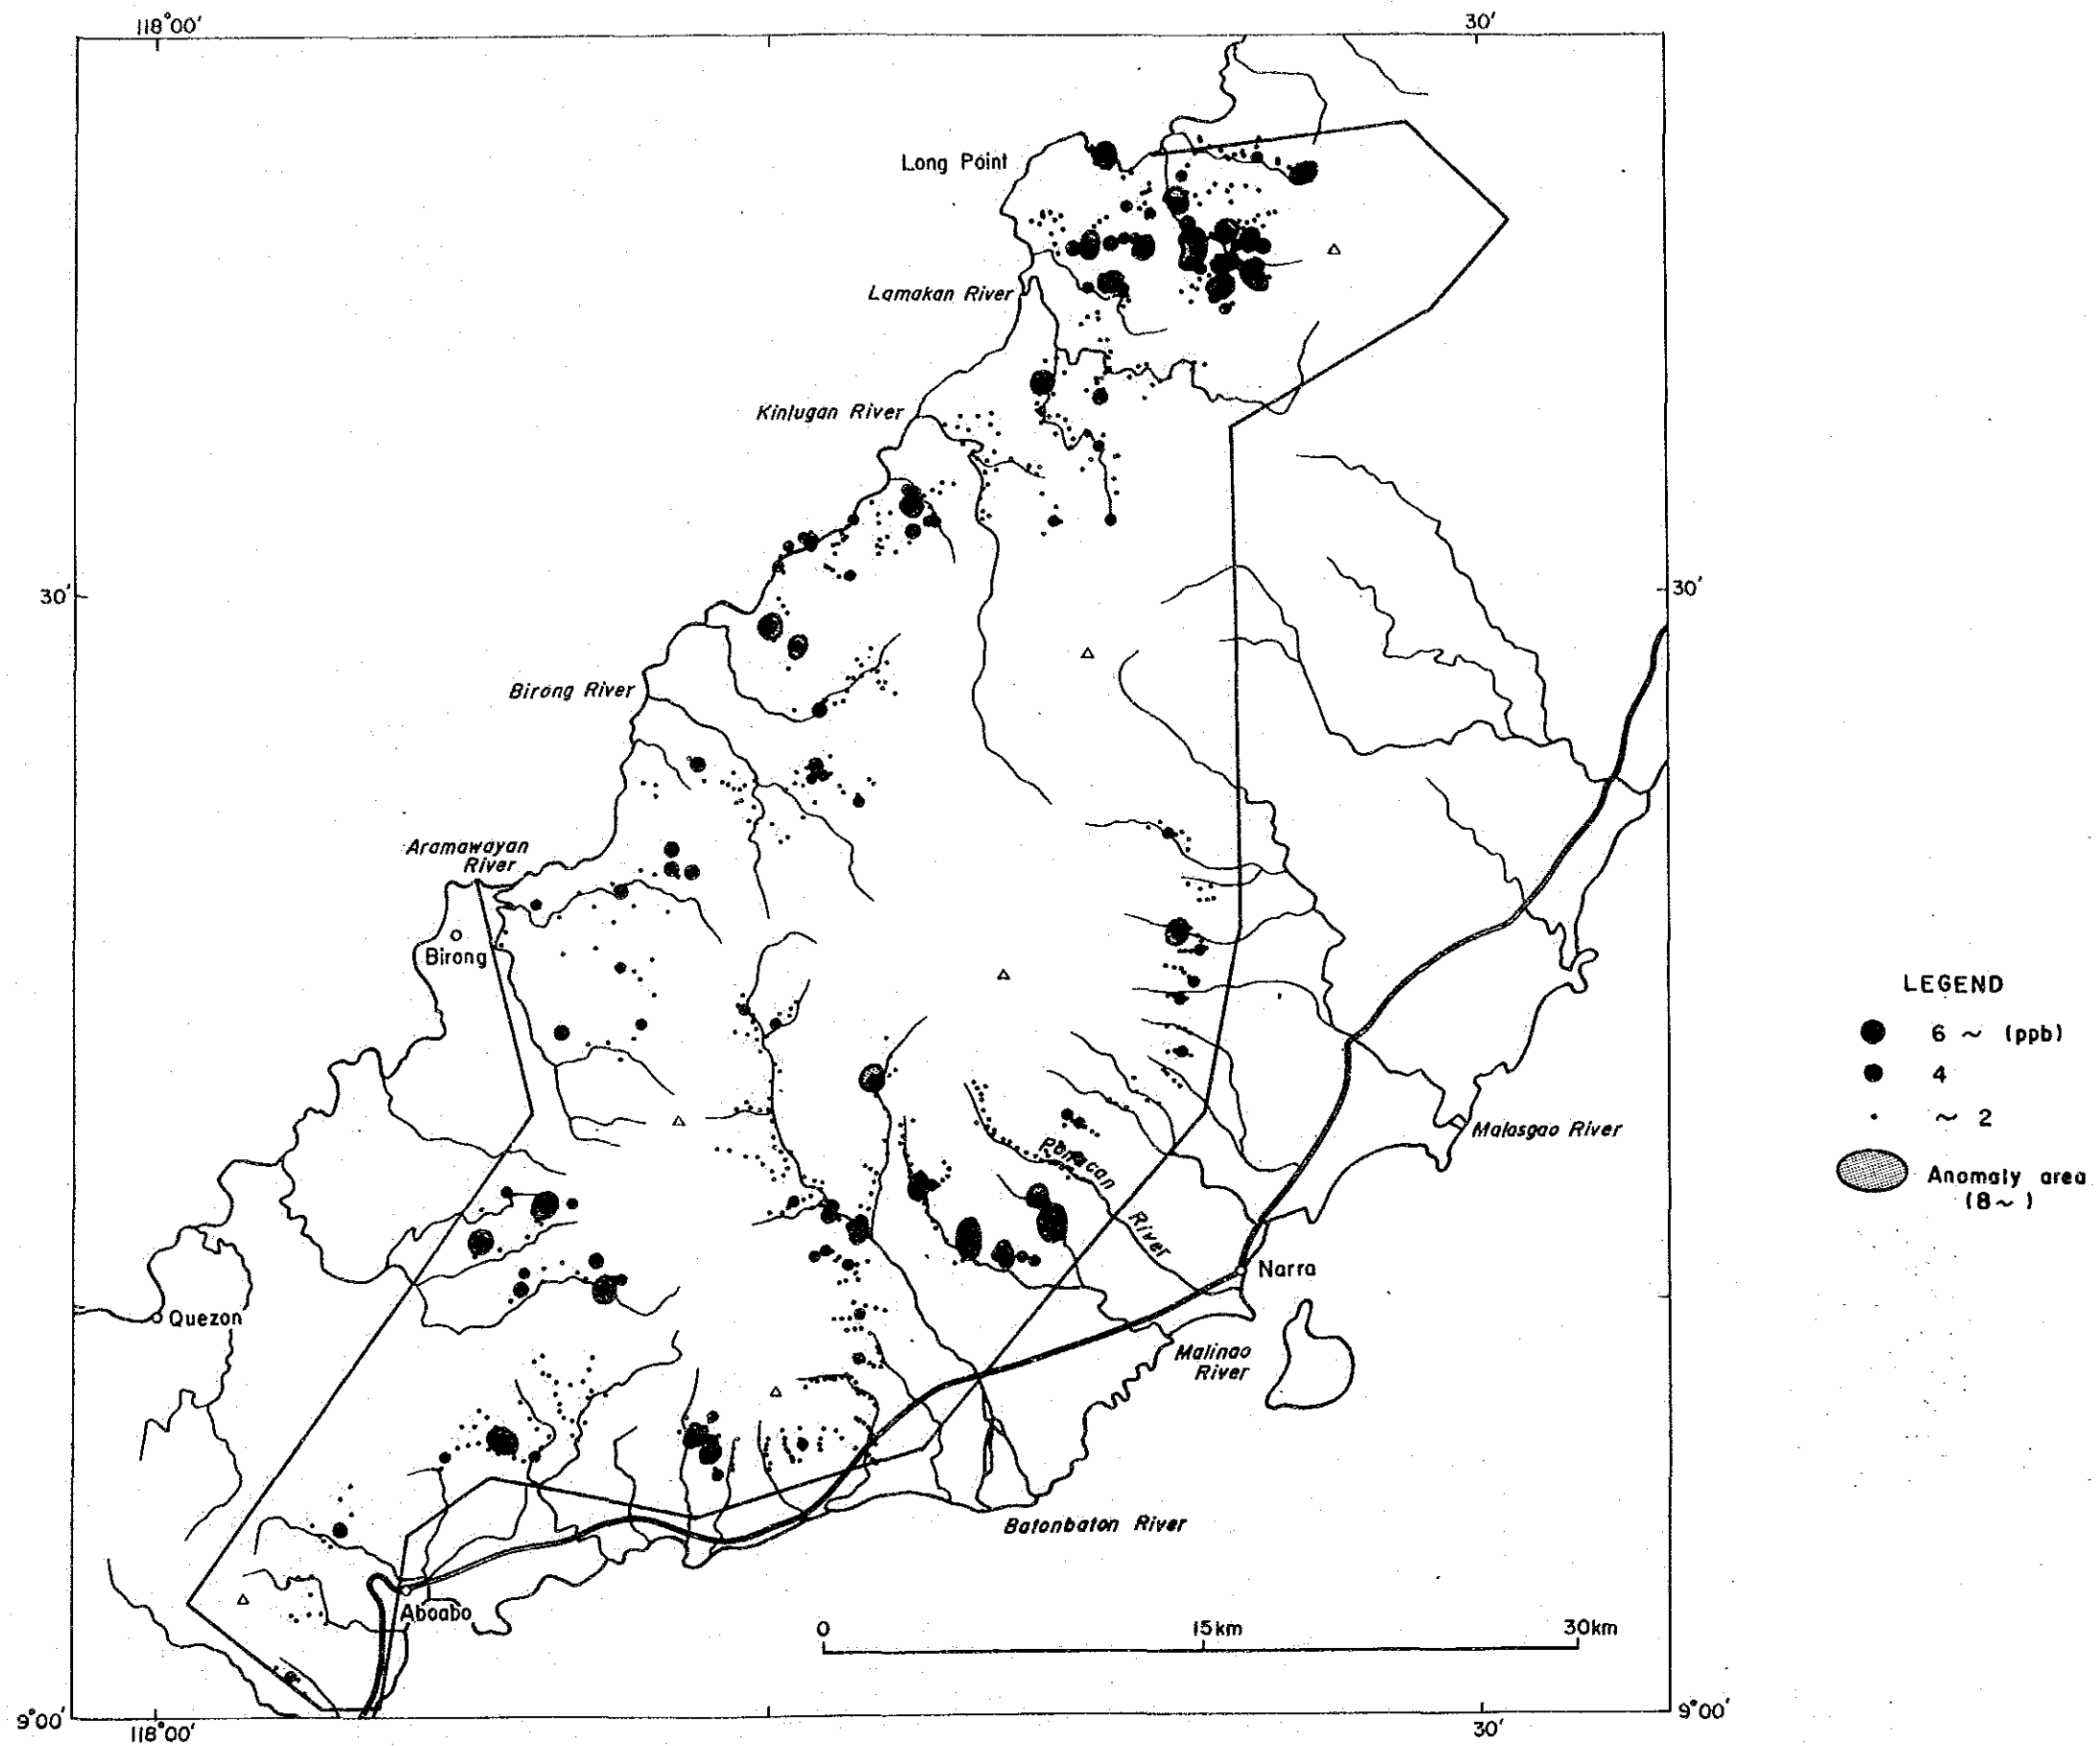 118°00'
30'
Long Point
Lamakan River
Kinlugan River
30'
30'
Birong River
Aramawayan
River
Birong
LEGEND
6 ~ (ppb)
4
~ 2
Anomaly area
(8~ )
Malasgao River
River
Narra
Quezon
Malinao
River
Batonbaton River
Aboabo
0
15km
30km
9°00'
9°00'
118°00'
30'